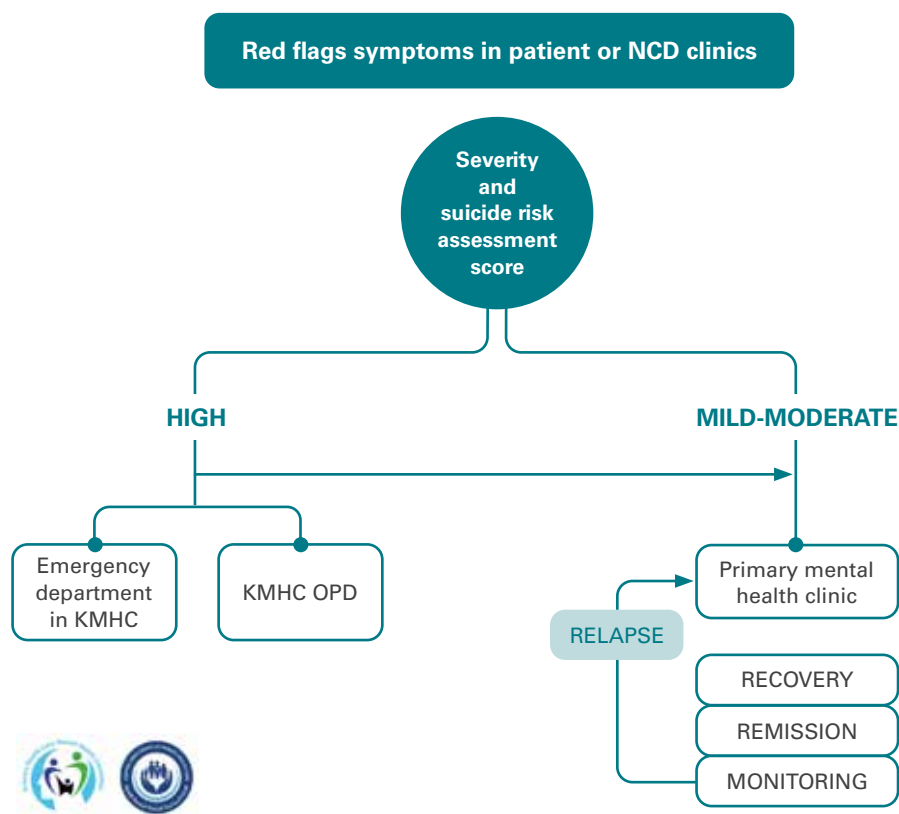 Red flags symptoms in patient or NCD clinics
Severity
and
suicide risk
assessment
score
HIGH
MILD-MODERATE
Emergency
department
in KMHC
KMHC OPD
Primary mental
health clinic
RELAPSE
RECOVERY
REMISSION
MONITORING